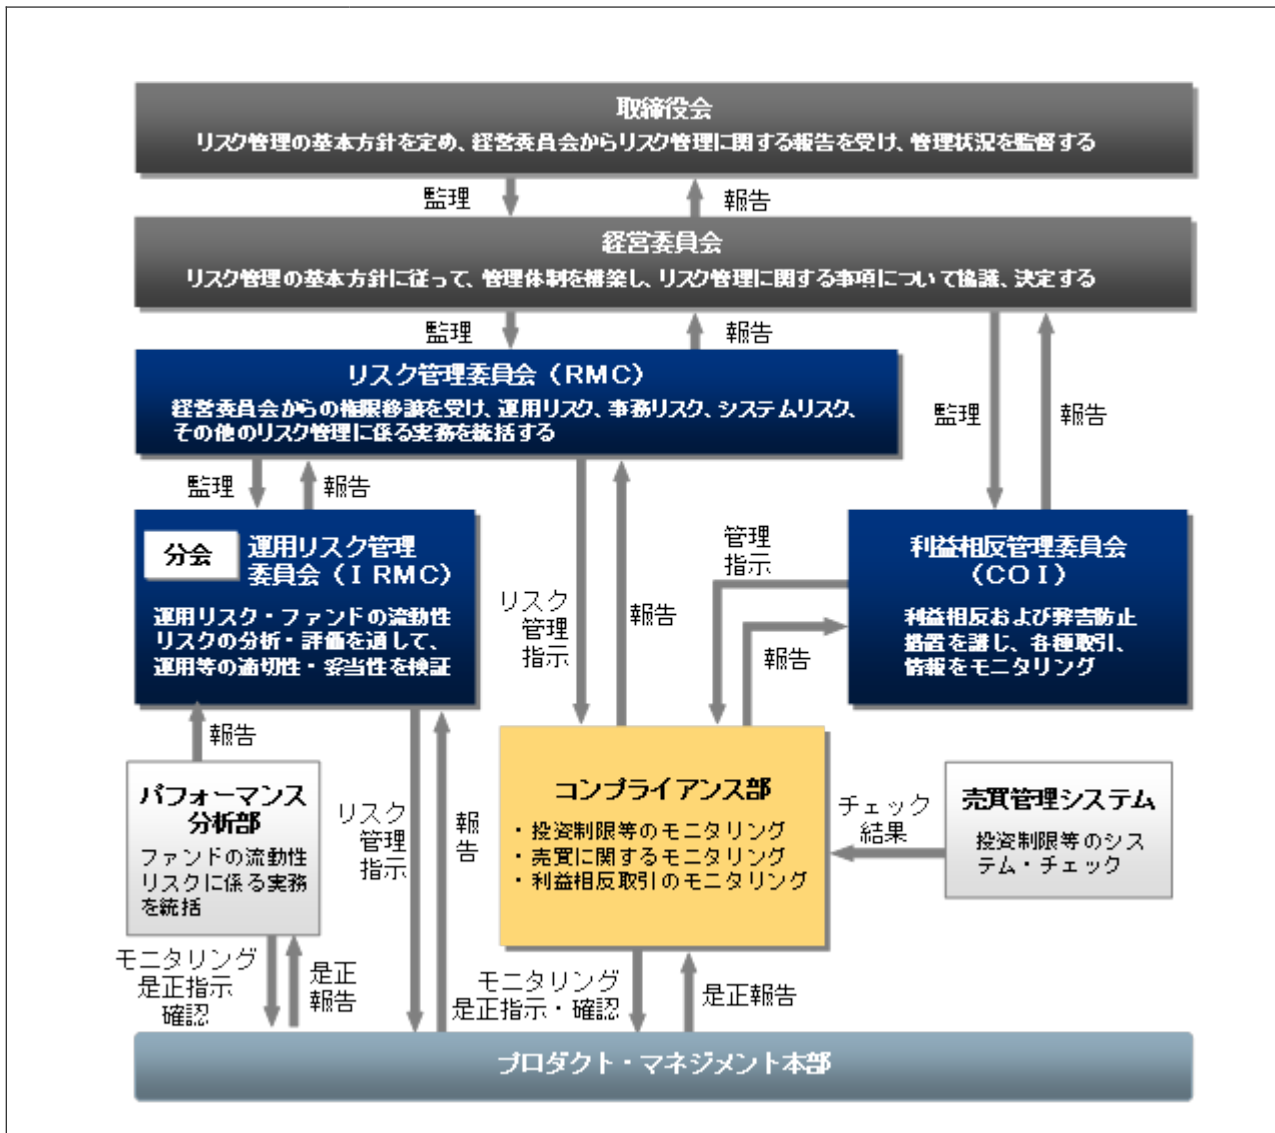 取締役会
リスク管理の基本方針を定め、経営委員会からリスク管理に関する報告を受け、管理状況を監督する
監理
報告
経営委員会
リスク管理の基本方針に従って、管理体制を構築し、リスク管理に関する事項について協議、決定する
監理
報告
リスク管理委員会（ＲＭＣ）
経営委員会からの権限移譲を受け、運用リスク、事務リスク、システムリスク、
その他のリスク管理に係る実務を統括する
監理
報告
監理
報告
分会
運用リスク管理
委員会（ＩＲＭＣ）
運用リスク・ファンドの流動性
リスクの分析・評価を通して、
運用等の適切性・妥当性を検証
リスク
管理
指示
報告
管理
指示
報告
利益相反管理委員会
（ＣＯＩ）
利益相反および弊害防止
措置を講じ、各種取引、
情報をモニタリング
報告
パフォーマンス
分析部
ファンドの流動性
リスクに係る実務
を統括
リスク
管理
指示
報
告
コンプライアンス部
・投資制限等のモニタリング
・売買に関するモニタリング
・利益相反取引のモニタリング
チェック
結果
売買管理システム
投資制限等のシス
テム・チェック
モニタリング
是正指示
確認
是正
報告
モニタリング
是正指示・確認
是正報告
プロダクト・マネジメント本部